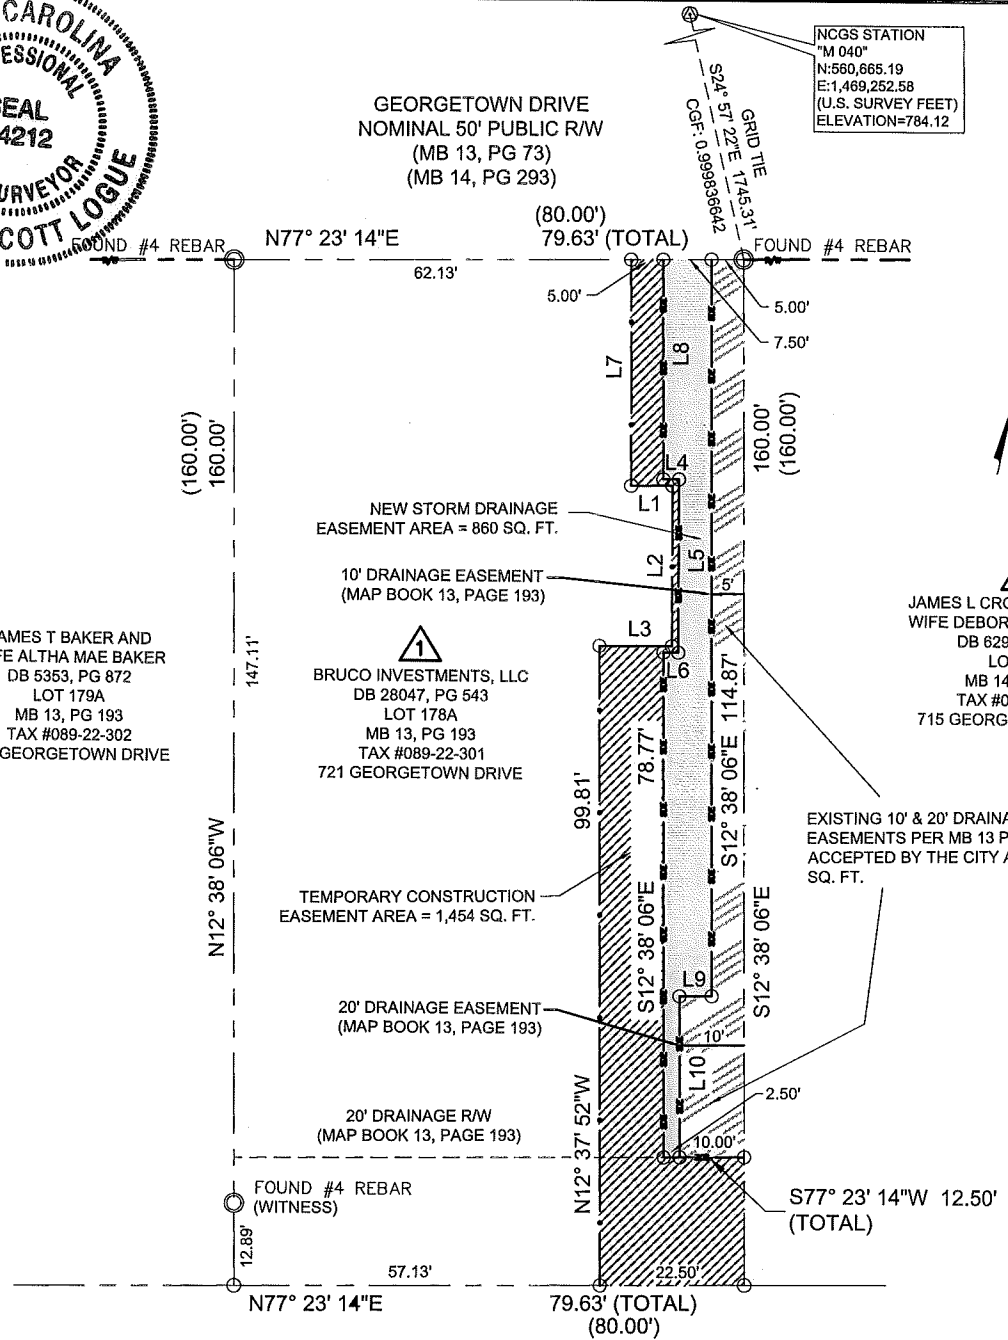 CAROLINA
SEAL
4212
SURVEYOR
SCOTT LOGUE
GEORGETOWN DRIVE
NOMINAL 50' PUBLIC R/W
(MB 13, PG 73)
(MB 14, PG 293)
NCGS STATION
"M 040"
N:560,665.19
E:1,469,252.58
(U.S. SURVEY FEET)
ELEVATION=784.12
GRID TIE
S24° 57' 22"E 1745.31'
CGF: 0.999836642
FOUND #4 REBAR
N77° 23' 14"E
(80.00')
79.63' (TOTAL)
FOUND #4 REBAR
62.13'
5.00'
5.00'
7.50'
L7
L8
(160.00')
160.00'
160.00'
(160.00')
L4
L1
NEW STORM DRAINAGE
EASEMENT AREA = 860 SQ. FT.
L2
L5
10' DRAINAGE EASEMENT
(MAP BOOK 13, PAGE 193)
5'
L3
L6
JAMES L
WIFE
DB 629
MB 14
TAX
715
JAMES T BAKER AND
ALTHA MAE BAKER
DB 5353, PG 872
LOT 179A
MB 13, PG 193
TAX #089-22-302
GEORGETOWN DRIVE
147.11'
1
BRUCO INVESTMENTS, LLC
DB 28047, PG 543
LOT 178A
MB 13, PG 193
TAX #089-22-301
721 GEORGETOWN DRIVE
99.81'
78.77'
S12° 38' 06"E 114.87'
EXISTING 10' & 20'
EASEMENTS PER MB 13
ACCEPTED BY THE CITY
SQ. FT.
TEMPORARY CONSTRUCTION
EASEMENT AREA = 1,454 SQ. FT.
N12° 38' 06"W
S12° 38' 06"E
S12° 38' 06"E
L9
20' DRAINAGE EASEMENT
(MAP BOOK 13, PAGE 193)
10'
L10
2.50'
20' DRAINAGE R/W
(MAP BOOK 13, PAGE 193)
N12° 37' 52"W
10.00'
FOUND #4 REBAR
(WITNESS)
S77° 23' 14"W 12.50'
(TOTAL)
12.89'
57.13'
22.50'
N77° 23' 14"E
79.63' (TOTAL)
(80.00')